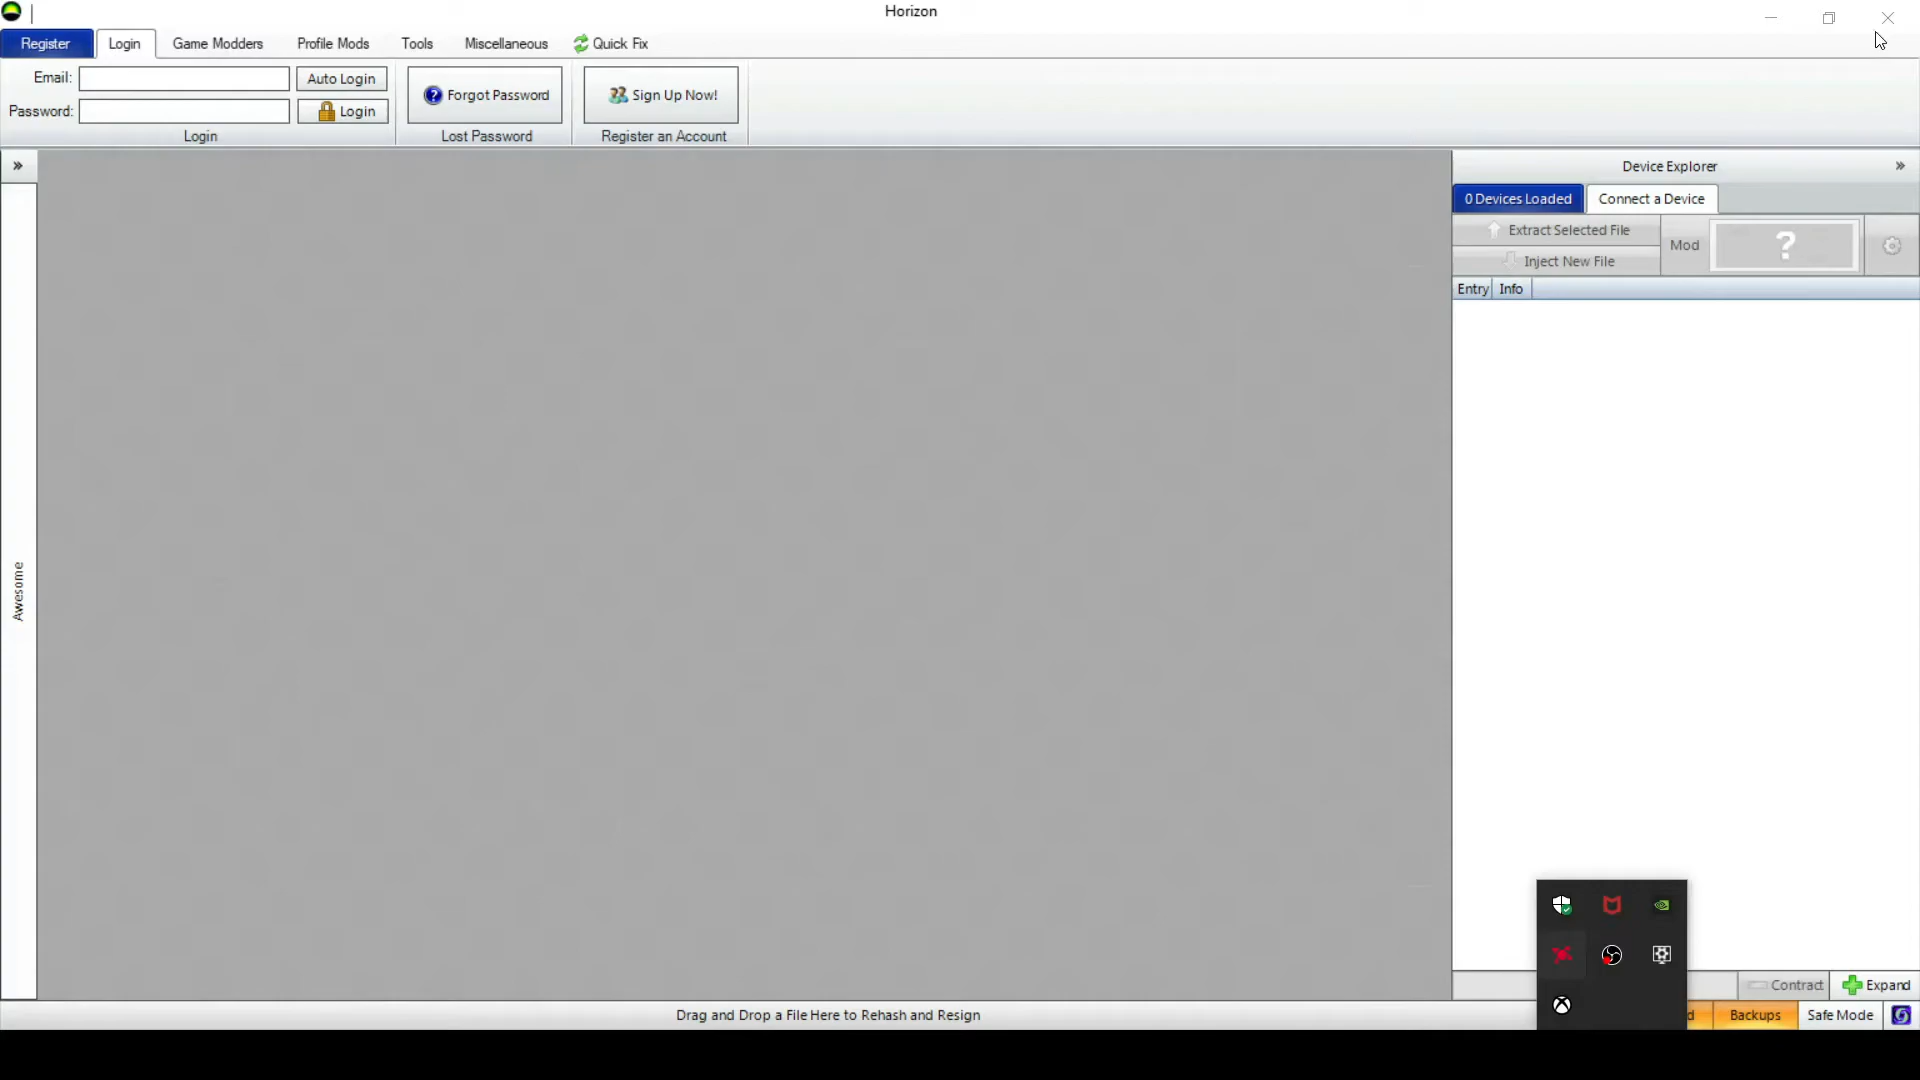 Horizon
Register Login Game Modders Profile Mods Tools Miscellaneous Quick Fix
Email: Auto Login
Password: Login
Forgot Password
Sign Up Now!
Login Lost Password Register an Account
Device Explorer
0 Devices Loaded Connect a Device
Extract Selected File
Inject New File
Mod ?
Entry Info
Awesome
Contract Expand
Drag and Drop a File Here to Rehash and Resign
d Backups Safe Mode